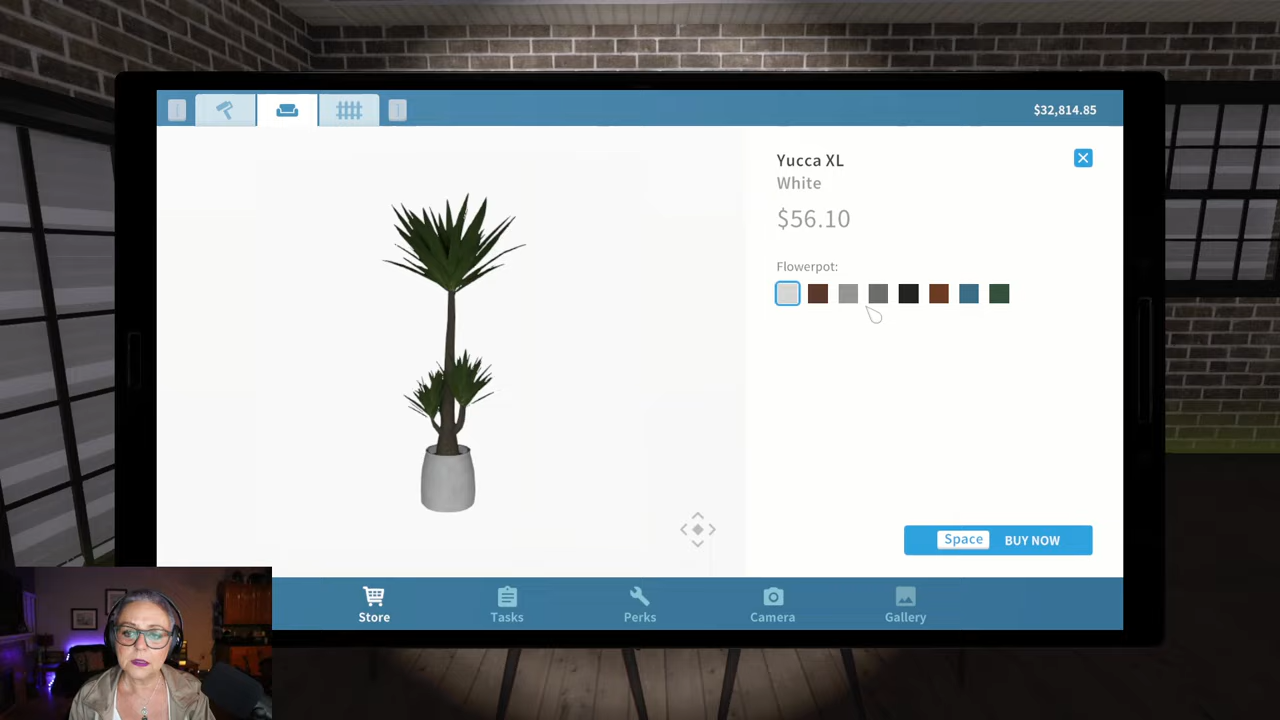 $32,814.85
Yucca XL
White
$56.10
Flowerpot:
Space BUY NOW
Store Tasks Perks Camera Gallery